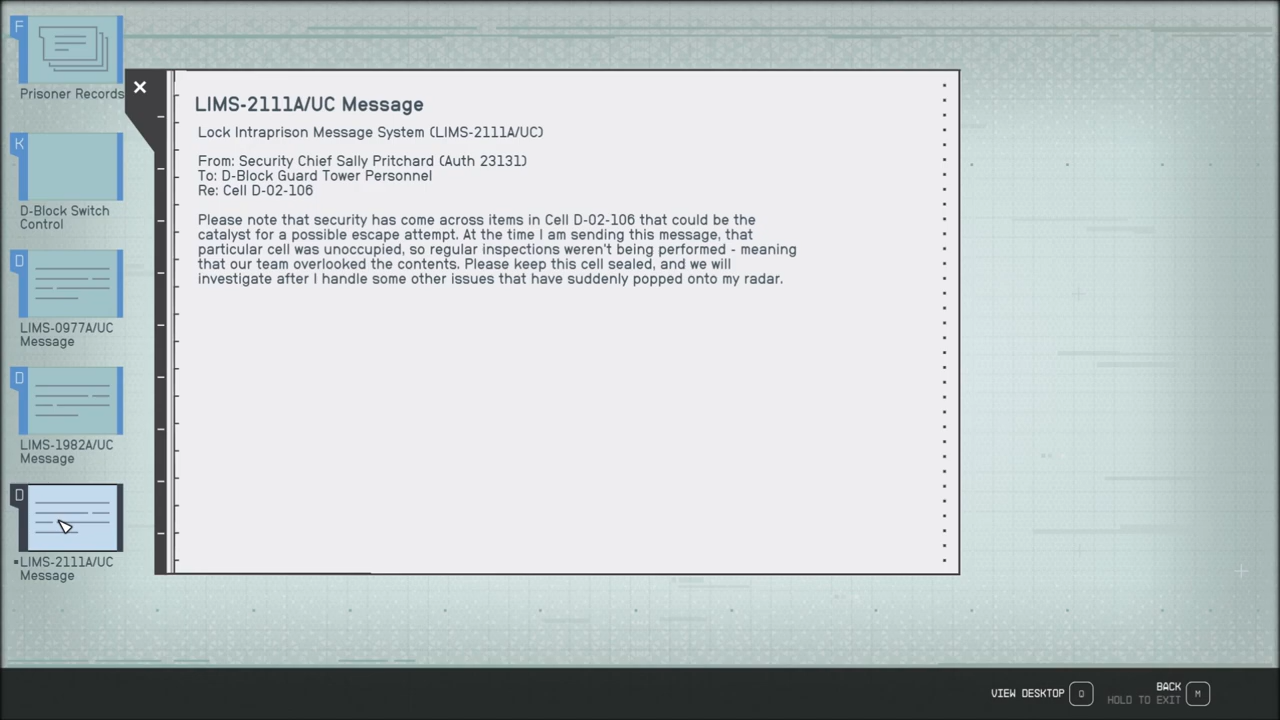 F
Prisoner Records
K
D-Block Switch
Control
D
LIMS-0977A/UC
Message
D
LIMS-1982A/UC
Message
D
LIMS-2111A/UC
Message
×
LIMS-2111A/UC Message
Lock Intraprison Message System (LIMS-2111A/UC)
From: Security Chief Sally Pritchard (Auth 23131)
To: D-Block Guard Tower Personnel
Re: Cell D-02-106
Please note that security has come across items in Cell D-02-106 that could be the
catalyst for a possible escape attempt. At the time I am sending this message, that
particular cell was unoccupied, so regular inspections weren't being performed - meaning
that our team overlooked the contents. Please keep this cell sealed, and we will
investigate after I handle some other issues that have suddenly popped onto my radar.
VIEW DESKTOP Q
BACK
HOLD TO EXIT M